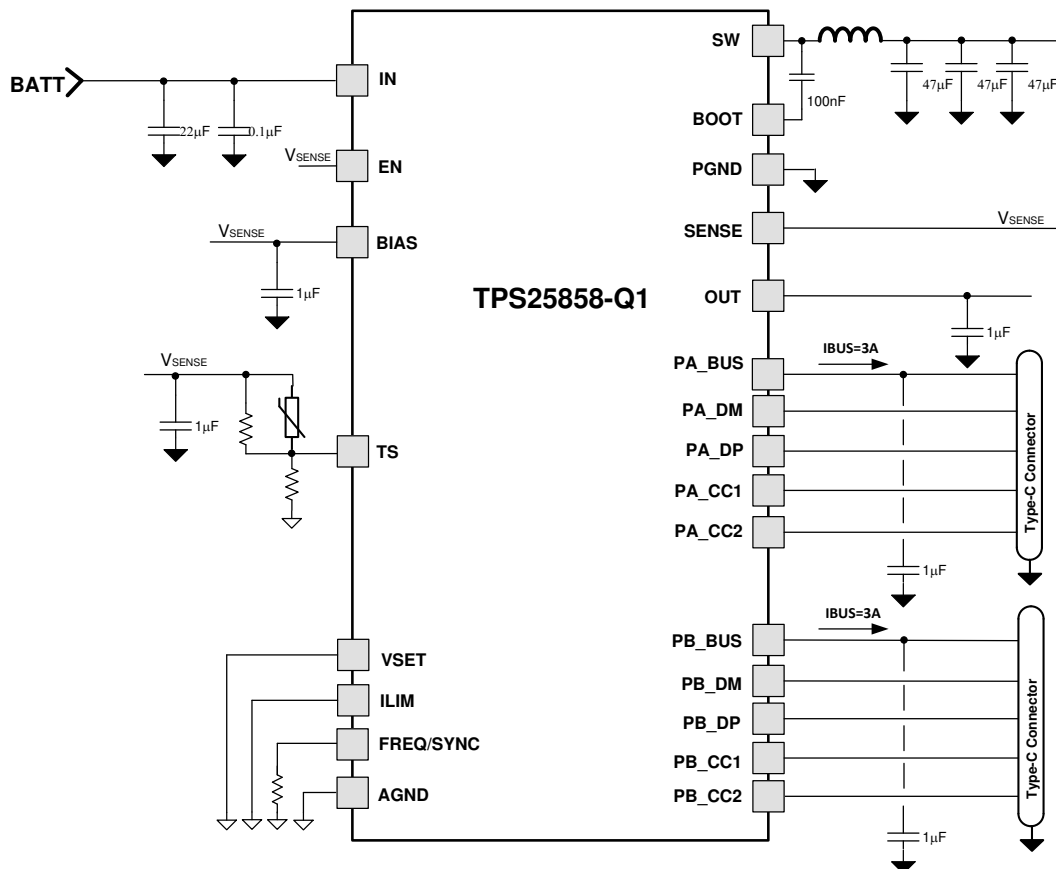 BATT
22µF
0.1µF
IN
VSENSE
EN
VSENSE
BIAS
1µF
VSENSE
1µF
TS
VSET
ILIM
FREQ/SYNC
AGND
TPS25858-Q1
SW
100nF
47µF
47µF
47µF
BOOT
PGND
SENSE
VSENSE
OUT
1µF
PA_BUS
IBUS=3A
PA_DM
PA_DP
PA_CC1
PA_CC2
1µF
Type-C Connector
PB_BUS
IBUS=3A
PB_DM
PB_DP
PB_CC1
PB_CC2
1µF
Type-C Connector